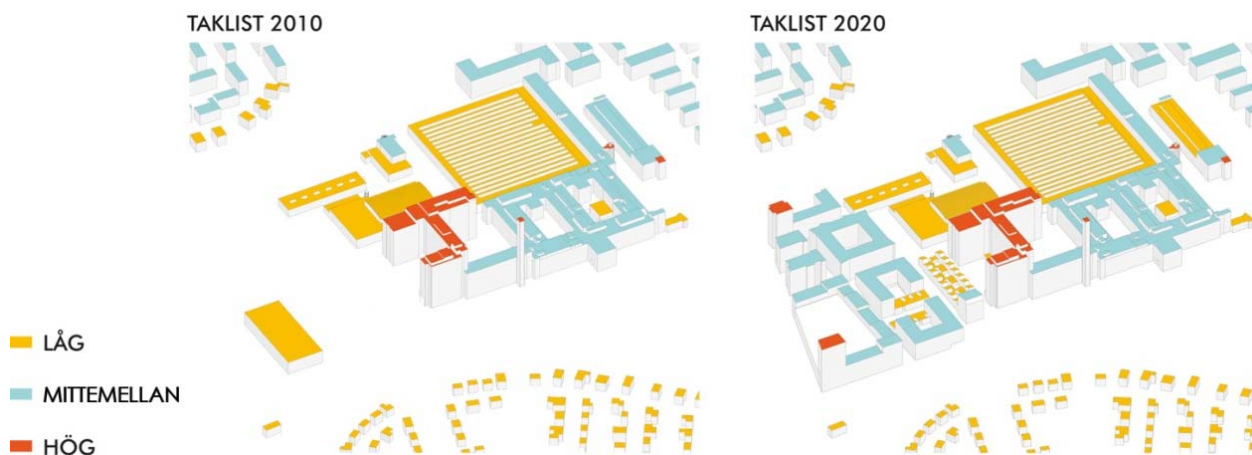 TAKLIST 2010
TAKLIST 2020
LÅG
MITTEMELLAN
HÖG